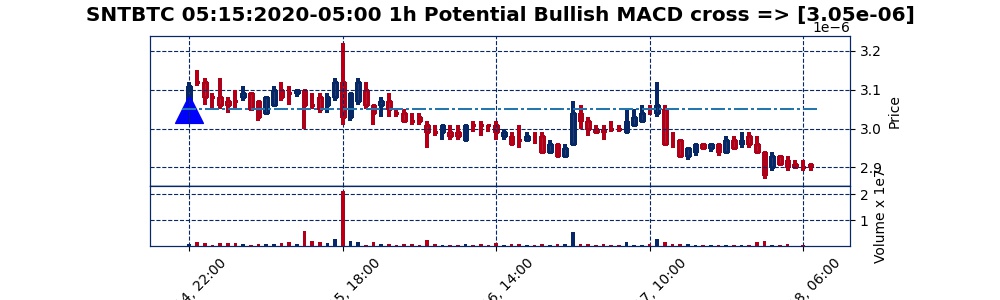 SNTBTC 05:15:2020-05:00 1h Potential Bullish MACD cross => [3.05e-06]
1e−6
3.2
3.1
3.0
2.9
Price
2
1
Volume x 1e7
4, 22:00
5, 18:00
6, 14:00
7, 10:00
8, 06:00